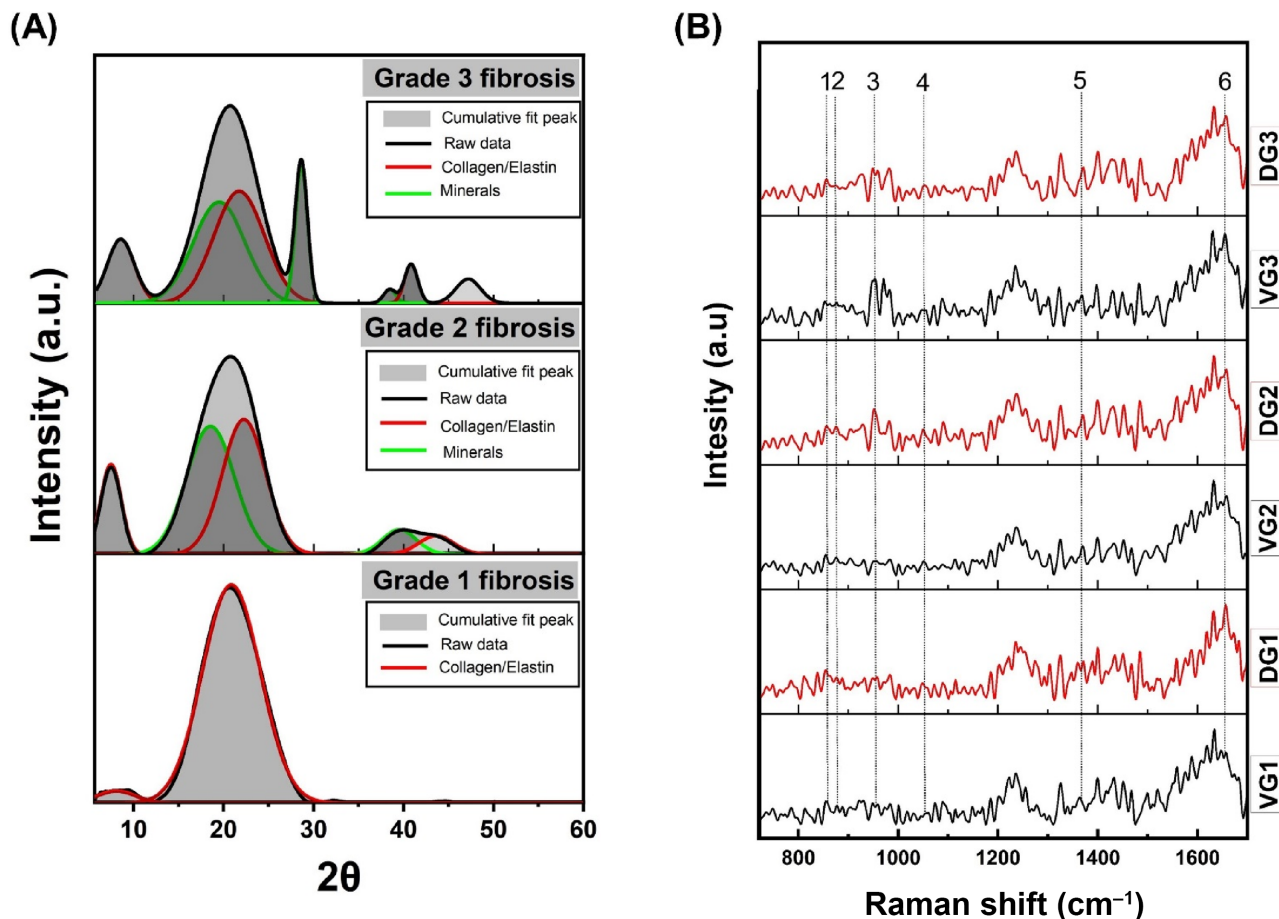 (A)
Grade 3 fibrosis
Cumulative fit peak
Raw data
Collagen/Elastin
Minerals
Grade 2 fibrosis
Cumulative fit peak
Raw data
Collagen/Elastin
Minerals
Grade 1 fibrosis
Cumulative fit peak
Raw data
Collagen/Elastin
Intensity (a.u.)
10 20 30 40 50 60
2θ
(B)
1 2 3 4 5 6
DG3
VG3
DG2
VG2
DG1
VG1
Intesity (a.u)
800 1000 1200 1400 1600
Raman shift (cm⁻¹)